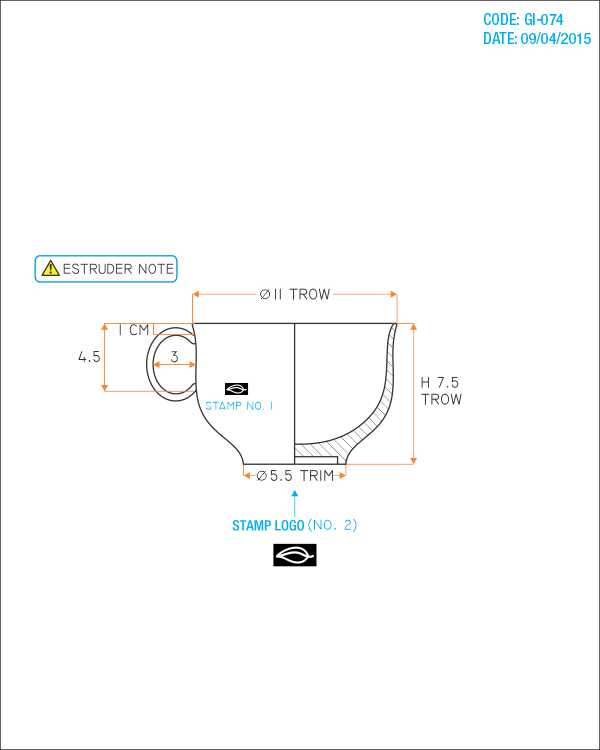 CODE: GI-074
DATE: 09/04/2015
ESTRUDER NOTE
Ø11 TROW
1 CM
4.5
3
H 7.5
TROW
STAMP NO. 1
Ø5.5 TRIM
STAMP LOGO (NO. 2)